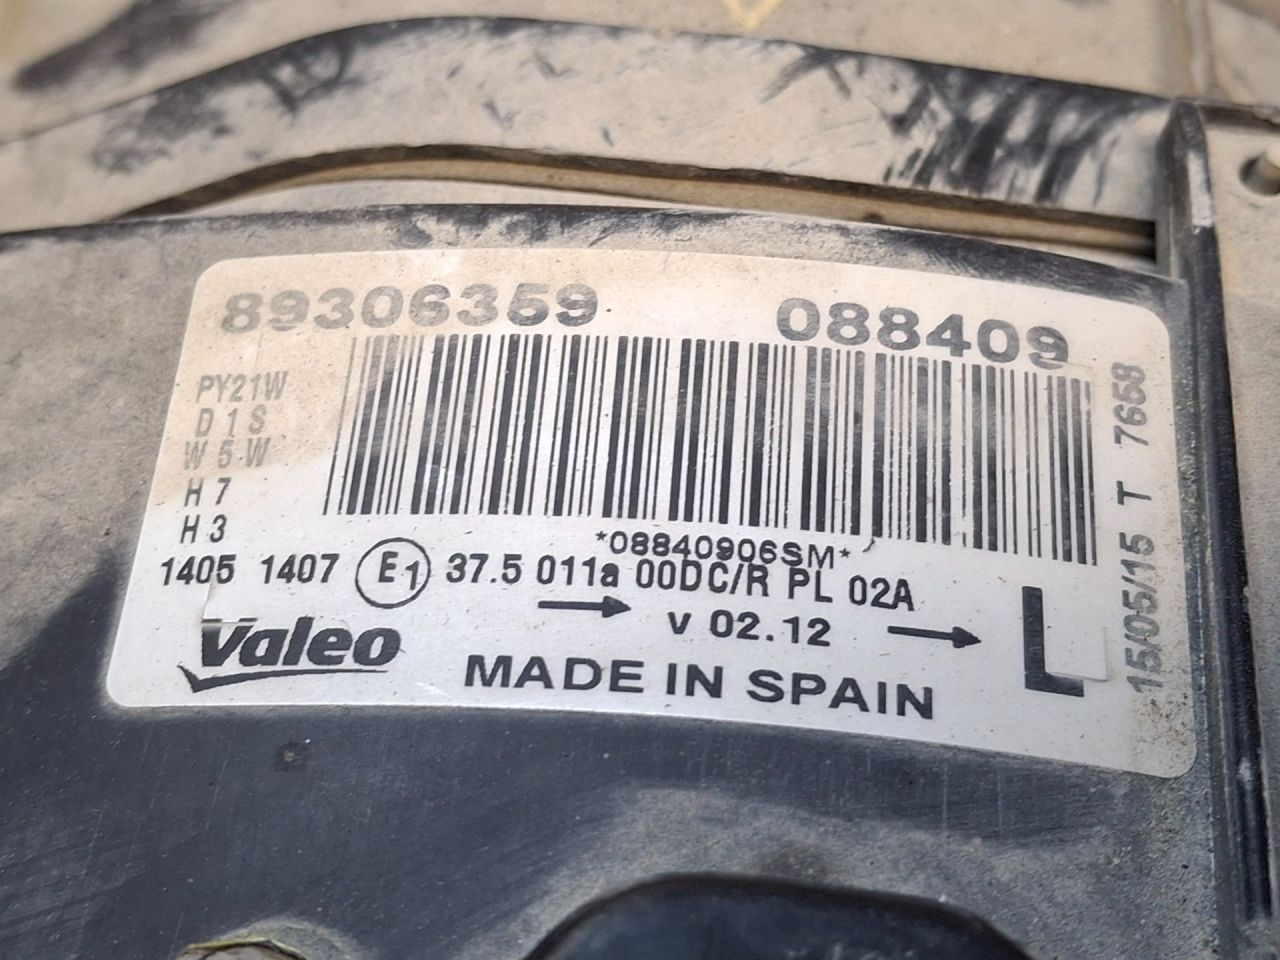 89306359 088409
PY21W
D1S
W5W
H7
H3
*08840906SM*
1405 1407 E1 37.5 011a 00DC/R PL 02A
v 02.12
L
Valeo
MADE IN SPAIN
15/05/15 T 7658